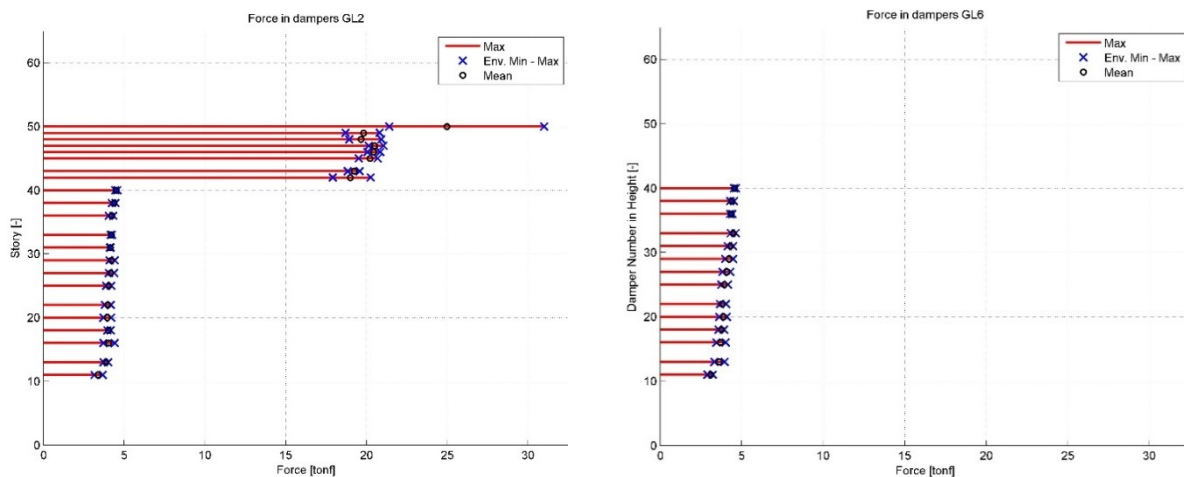 Force in dampers GL2
Max
Env. Min - Max
Mean
60
50
40
30
20
10
0
Story [-]
0 5 10 15 20 25 30
Force [tonf]
Force in dampers GL6
Max
Env. Min - Max
Mean
60
50
40
30
20
10
0
Damper Number in Height [-]
0 5 10 15 20 25 30
Force [tonf]